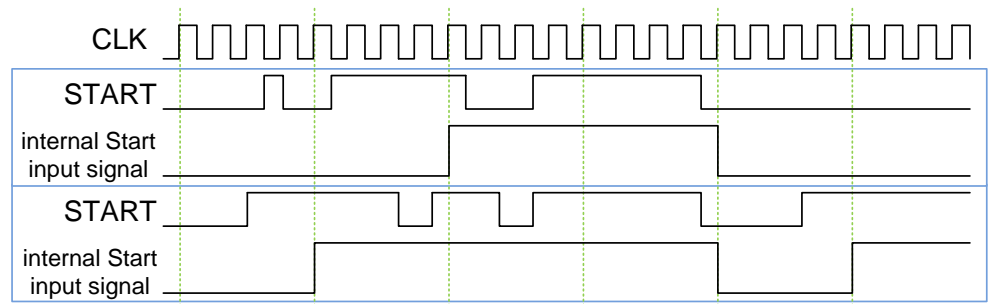 CLK
START
internal Start
input signal
START
internal Start
input signal